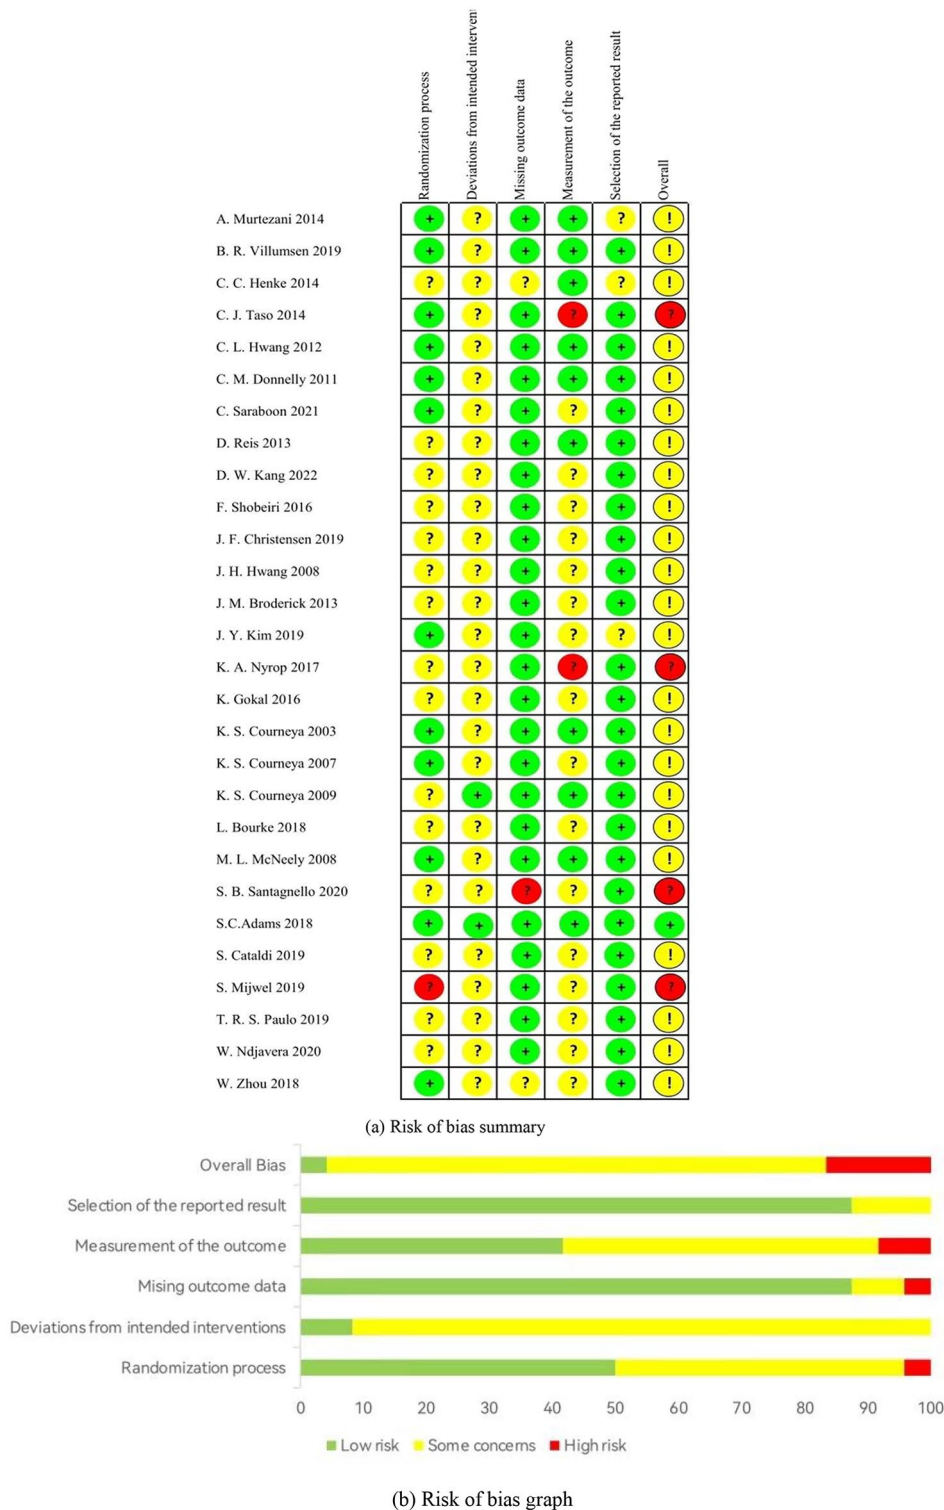 Randomization process
Deviations from intended interven
Missing outcome data
Measurement of the outcome
Selection of the reported result
Overall
A. Murtezani 2014 + ? + + ? !
B. R. Villumsen 2019 + ? + + + !
C. C. Henke 2014 ? ? ? + ? !
C. J. Taso 2014 + ? + ? + ?
C. L. Hwang 2012 + ? + + + !
C. M. Donnelly 2011 + ? + + + !
C. Saraboon 2021 + ? + ? + !
D. Reis 2013 ? ? + + + !
D. W. Kang 2022 ? ? + ? + !
F. Shobeiri 2016 ? ? + ? + !
J. F. Christensen 2019 ? ? + ? + !
J. H. Hwang 2008 ? ? + ? + !
J. M. Broderick 2013 ? ? + ? + !
J. Y. Kim 2019 + ? + ? ? !
K. A. Nyrop 2017 ? ? + ? + ?
K. Gokal 2016 ? ? + ? + !
K. S. Courneya 2003 + ? + + + !
K. S. Courneya 2007 + ? + ? + !
K. S. Courneya 2009 ? + + + + !
L. Bourke 2018 ? ? + ? + !
M. L. McNeely 2008 + ? + + + !
S. B. Santagnello 2020 ? ? ? ? + ?
S.C.Adams 2018 + + + + + +
S. Cataldi 2019 ? ? + ? + !
S. Mijwel 2019 ? ? + ? + ?
T. R. S. Paulo 2019 ? ? + ? + !
W. Ndjavera 2020 ? ? + ? + !
W. Zhou 2018 + ? ? ? + !
(a) Risk of bias summary
Overall Bias
Selection of the reported result
Measurement of the outcome
Mising outcome data
Deviations from intended interventions
Randomization process
0 10 20 30 40 50 60 70 80 90 100
Low risk Some concerns High risk
(b) Risk of bias graph